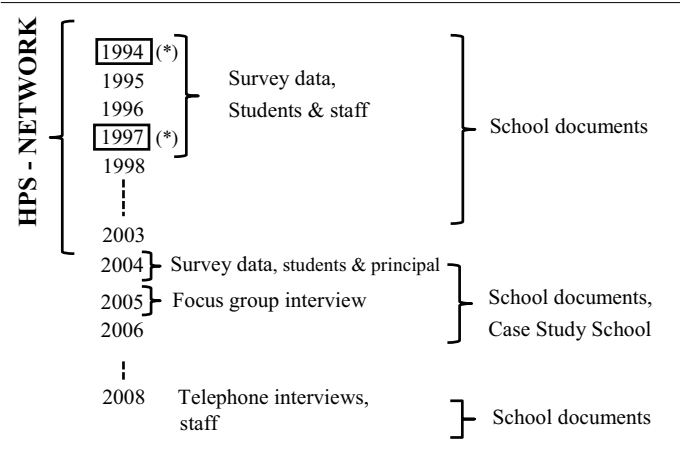 HPS - NETWORK
1994 (*)
1995
1996
1997 (*)
1998
2003
2004
2005
2006
2008
Survey data,
Students & staff
School documents
Survey data, students & principal
Focus group interview
School documents,
Case Study School
Telephone interviews,
staff
School documents